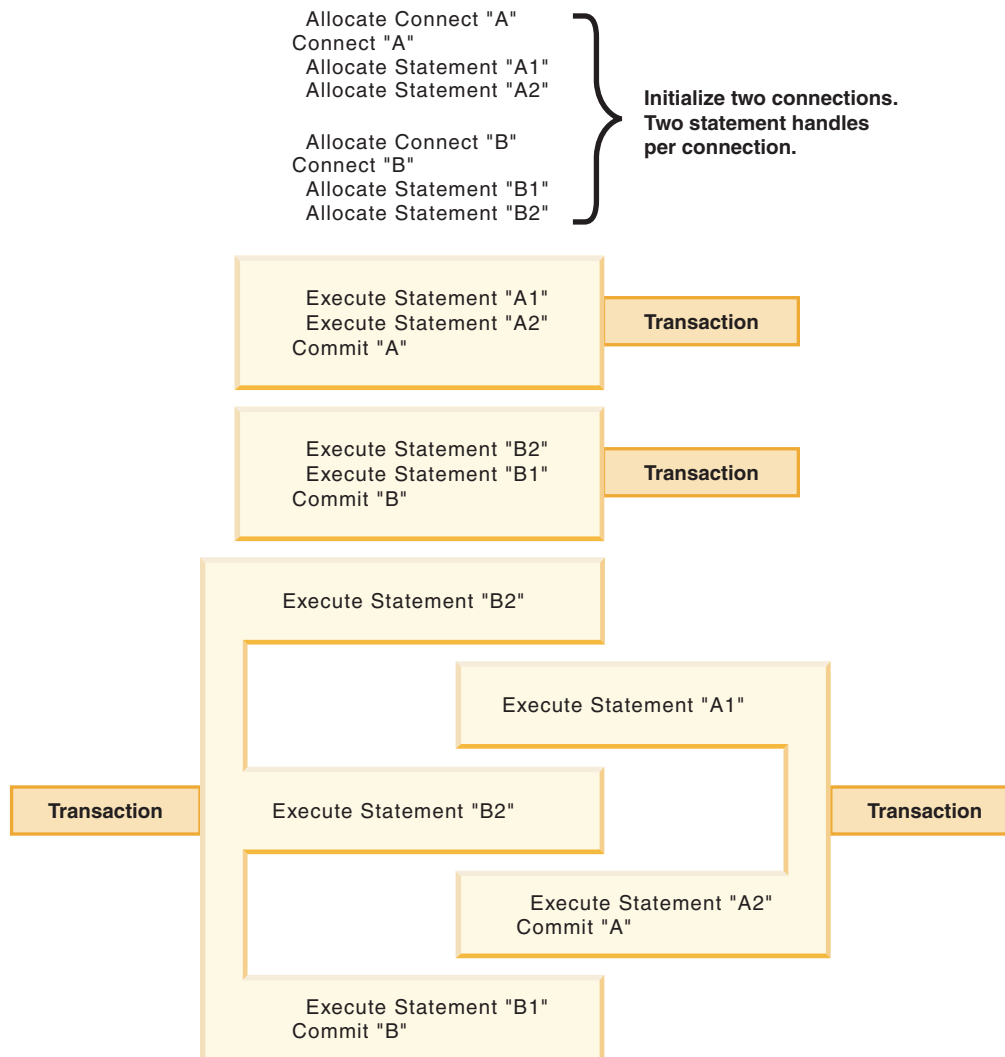 Allocate Connect "A"
Connect "A"
Allocate Statement "A1"
Allocate Statement "A2"
Allocate Connect "B"
Connect "B"
Allocate Statement "B1"
Allocate Statement "B2"
Initialize two connections.
Two statement handles
per connection.
Execute Statement "A1"
Execute Statement "A2"
Commit "A"
Transaction
Execute Statement "B2"
Execute Statement "B1"
Commit "B"
Transaction
Execute Statement "B2"
Execute Statement "A1"
Transaction
Execute Statement "B2"
Transaction
Execute Statement "A2"
Commit "A"
Execute Statement "B1"
Commit "B"